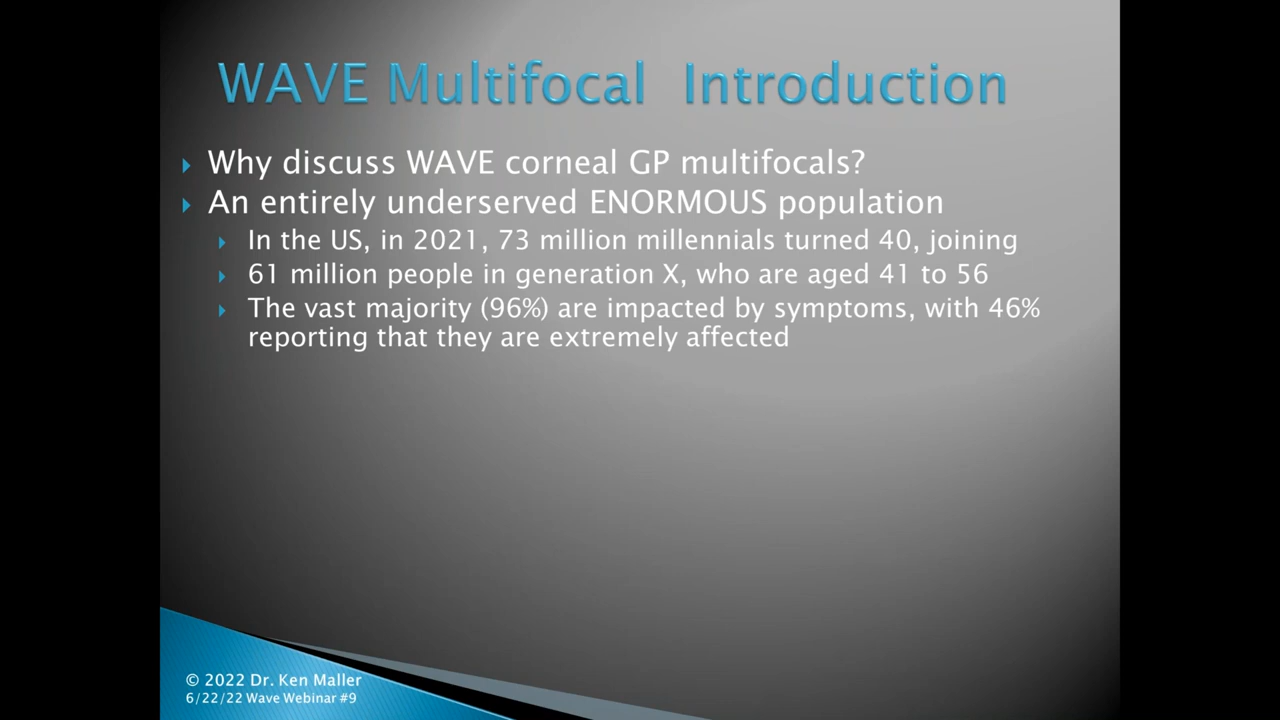 WAVE Multifocal Introduction
Why discuss WAVE corneal GP multifocals?
An entirely underserved ENORMOUS population
In the US, in 2021, 73 million millennials turned 40, joining
61 million people in generation X, who are aged 41 to 56
The vast majority (96%) are impacted by symptoms, with 46%
reporting that they are extremely affected
© 2022 Dr. Ken Maller
6/22/22 Wave Webinar #9